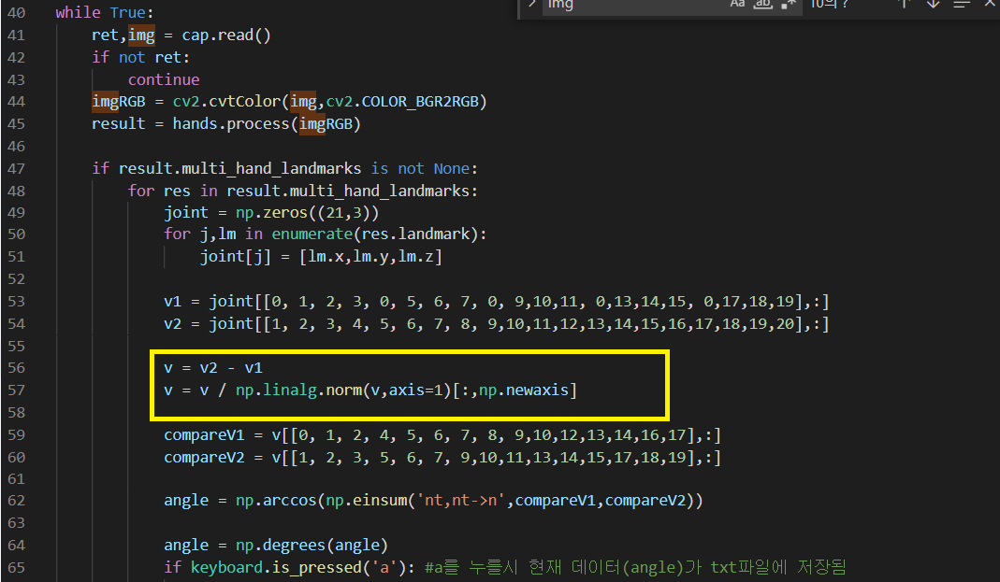 img Aa ab .* 10의 ?
40 while True:
41 ret,img = cap.read()
42 if not ret:
43 continue
44 imgRGB = cv2.cvtColor(img,cv2.COLOR_BGR2RGB)
45 result = hands.process(imgRGB)
46
47 if result.multi_hand_landmarks is not None:
48 for res in result.multi_hand_landmarks:
49 joint = np.zeros((21,3))
50 for j,lm in enumerate(res.landmark):
51 joint[j] = [lm.x,lm.y,lm.z]
52
53 v1 = joint[[0, 1, 2, 3, 0, 5, 6, 7, 0, 9,10,11, 0,13,14,15, 0,17,18,19],:]
54 v2 = joint[[1, 2, 3, 4, 5, 6, 7, 8, 9,10,11,12,13,14,15,16,17,18,19,20],:]
55
56 v = v2 - v1
57 v = v / np.linalg.norm(v,axis=1)[:,np.newaxis]
58
59 compareV1 = v[[0, 1, 2, 4, 5, 6, 7, 8, 9,10,12,13,14,16,17],:]
60 compareV2 = v[[1, 2, 3, 5, 6, 7, 9,10,11,13,14,15,17,18,19],:]
61
62 angle = np.arccos(np.einsum('nt,nt->n',compareV1,compareV2))
63
64 angle = np.degrees(angle)
65 if keyboard.is_pressed('a'): #a를 누를시 현재 데이터(angle)가 txt파일에 저장됨